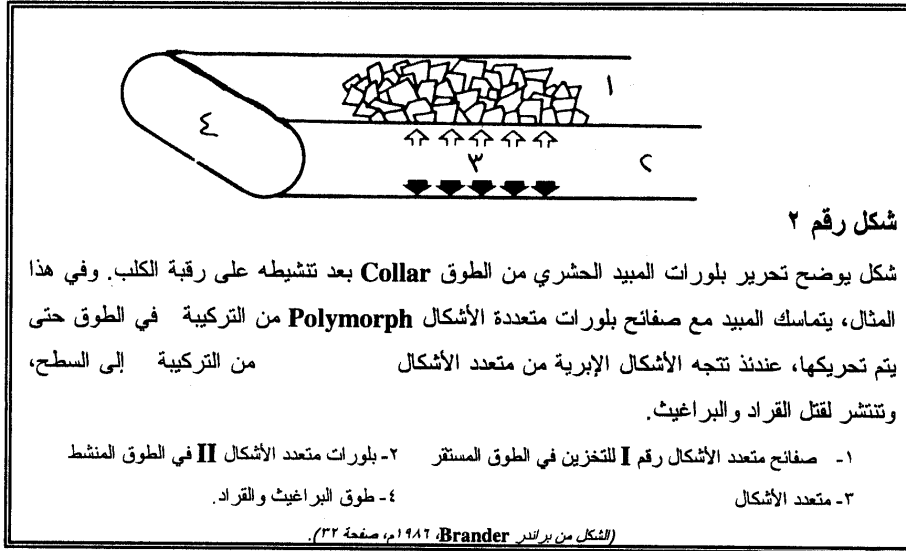 ١
٢
٣
٤
شكل رقم ٢
شكل يوضح تحرير بلورات المبيد الحشري من الطوق Collar بعد تنشيطه على رقبة الكلب. وفي هذا
المثال، يتماسك المبيد مع صفائح بلورات متعددة الأشكال Polymorph من التركيبة في الطوق حتى
يتم تحريكها، عندئذ تتجه الأشكال الإبرية من متعدد الأشكال من التركيبة إلى السطح،
وتنتشر لقتل القراد والبراغيث.
١- صفائح متعدد الأشكال رقم I للتخزين في الطوق المستقر ٢- بلورات متعدد الأشكال II في الطوق المنشط
٣- متعدد الأشكال ٤- طوق البراغيث والقراد.
(الشكل من براندر Brander، ١٩٨٦م، صفحة ٣٢).